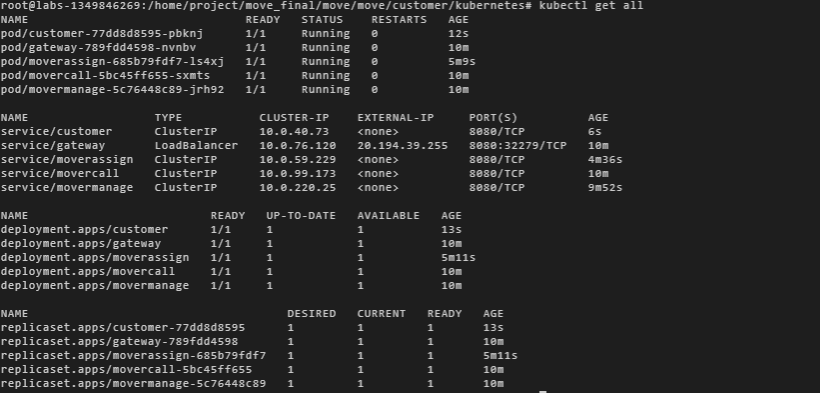 root@labs-1349846269:/home/project/move_final/move/move/customer/kubernetes# kubectl get all
NAME READY STATUS RESTARTS AGE
pod/customer-77dd8d8595-pbknj 1/1 Running 0 12s
pod/gateway-789fdd4598-nvnbv 1/1 Running 0 10m
pod/moverassign-685b79fdf7-ls4xj 1/1 Running 0 5m9s
pod/movercall-5bc45ff655-sxmts 1/1 Running 0 10m
pod/movermanage-5c76448c89-jrh92 1/1 Running 0 10m
NAME TYPE CLUSTER-IP EXTERNAL-IP PORT(S) AGE
service/customer ClusterIP 10.0.40.73 <none> 8080/TCP 6s
service/gateway LoadBalancer 10.0.76.120 20.194.39.255 8080:32279/TCP 10m
service/moverassign ClusterIP 10.0.59.229 <none> 8080/TCP 4m36s
service/movercall ClusterIP 10.0.99.173 <none> 8080/TCP 10m
service/movermanage ClusterIP 10.0.220.25 <none> 8080/TCP 9m52s
NAME READY UP-TO-DATE AVAILABLE AGE
deployment.apps/customer 1/1 1 1 13s
deployment.apps/gateway 1/1 1 1 10m
deployment.apps/moverassign 1/1 1 1 5m11s
deployment.apps/movercall 1/1 1 1 10m
deployment.apps/movermanage 1/1 1 1 10m
NAME DESIRED CURRENT READY AGE
replicaset.apps/customer-77dd8d8595 1 1 1 13s
replicaset.apps/gateway-789fdd4598 1 1 1 10m
replicaset.apps/moverassign-685b79fdf7 1 1 1 5m11s
replicaset.apps/movercall-5bc45ff655 1 1 1 10m
replicaset.apps/movermanage-5c76448c89 1 1 1 10m